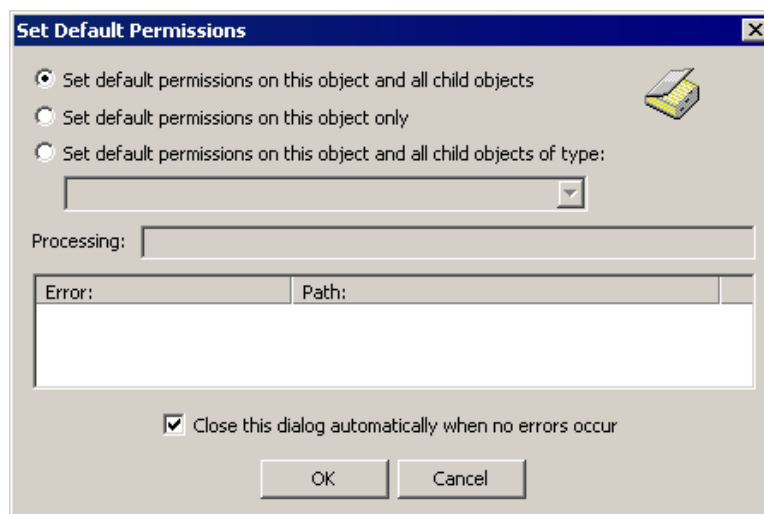 Set Default Permissions
Set default permissions on this object and all child objects
Set default permissions on this object only
Set default permissions on this object and all child objects of type:
Processing:
Error: Path:
Close this dialog automatically when no errors occur
OK Cancel